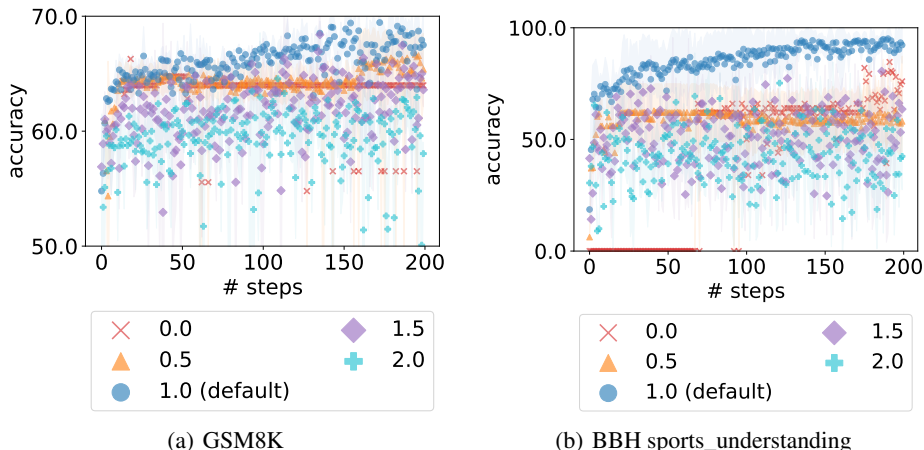 70.0
60.0
50.0
accuracy
0 50 100 150 200
# steps
0.0
0.5
1.0 (default)
1.5
2.0
(a) GSM8K
100.0
50.0
0.0
accuracy
0 50 100 150 200
# steps
0.0
0.5
1.0 (default)
1.5
2.0
(b) BBH sports_understanding